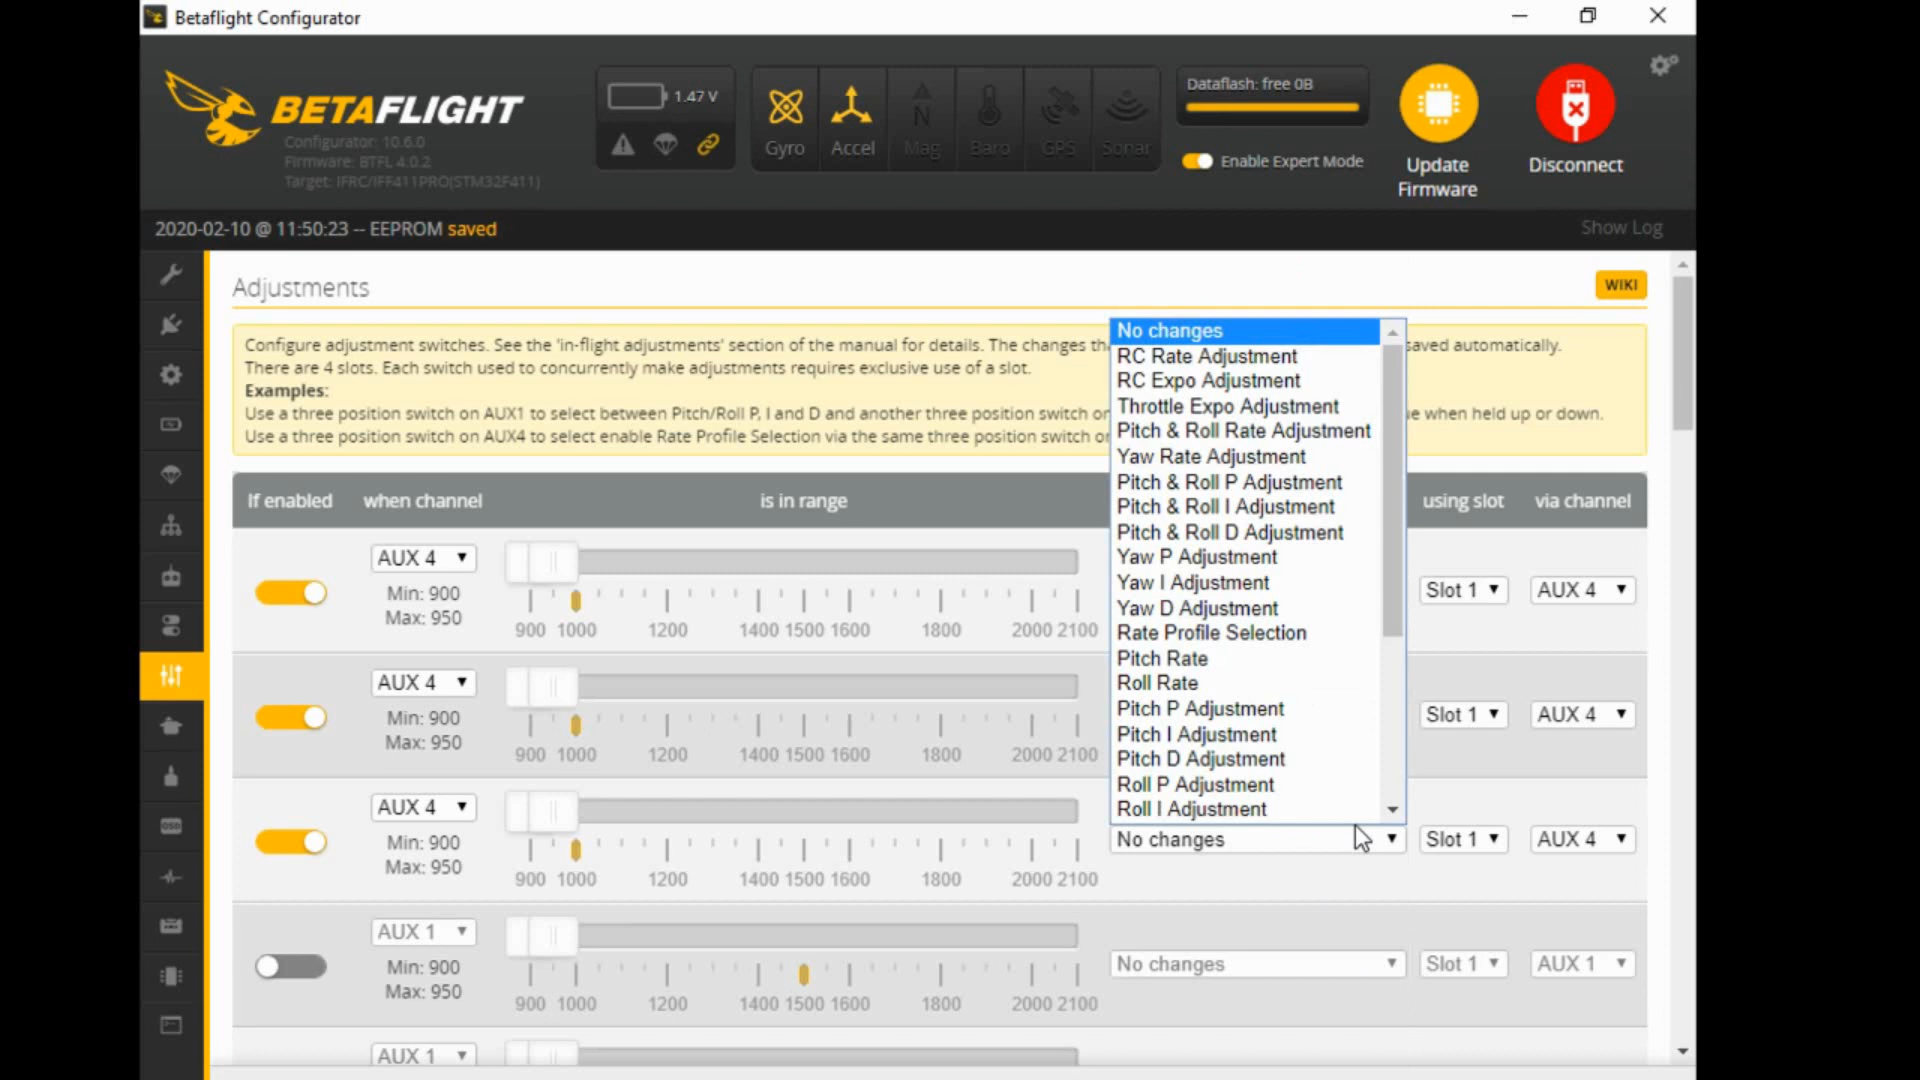 Betaflight Configurator
BETAFLIGHT
Configurator: 10.6.0
Firmware: BTFL 4.0.2
Target: IFRC/IFF411PRO(STM32F411)
1.47 V
Gyro
Accel
Mag
Baro
GPS
Sonar
Dataflash: free 0B
Enable Expert Mode
Update
Firmware
Disconnect
2020-02-10 @ 11:50:23 -- EEPROM saved
Show Log
Adjustments
WIKI
Configure adjustment switches. See the 'in-flight adjustments' section of the manual for details. The changes th saved automatically.
There are 4 slots. Each switch used to concurrently make adjustments requires exclusive use of a slot.
Examples:
Use a three position switch on AUX1 to select between Pitch/Roll P, I and D and another three position switch or ue when held up or down.
Use a three position switch on AUX4 to select enable Rate Profile Selection via the same three position switch or
No changes
RC Rate Adjustment
RC Expo Adjustment
Throttle Expo Adjustment
Pitch & Roll Rate Adjustment
Yaw Rate Adjustment
Pitch & Roll P Adjustment
Pitch & Roll I Adjustment
Pitch & Roll D Adjustment
Yaw P Adjustment
Yaw I Adjustment
Yaw D Adjustment
Rate Profile Selection
Pitch Rate
Roll Rate
Pitch P Adjustment
Pitch I Adjustment
Pitch D Adjustment
Roll P Adjustment
Roll I Adjustment
If enabled when channel is in range using slot via channel
AUX 4
Min: 900
Max: 950
900 1000 1200 1400 1500 1600 1800 2000 2100
Slot 1 AUX 4
AUX 4
Min: 900
Max: 950
900 1000 1200 1400 1500 1600 1800 2000 2100
Slot 1 AUX 4
AUX 4
Min: 900
Max: 950
900 1000 1200 1400 1500 1600 1800 2000 2100
No changes Slot 1 AUX 4
AUX 1
Min: 900
Max: 950
900 1000 1200 1400 1500 1600 1800 2000 2100
No changes Slot 1 AUX 1
AUX 1